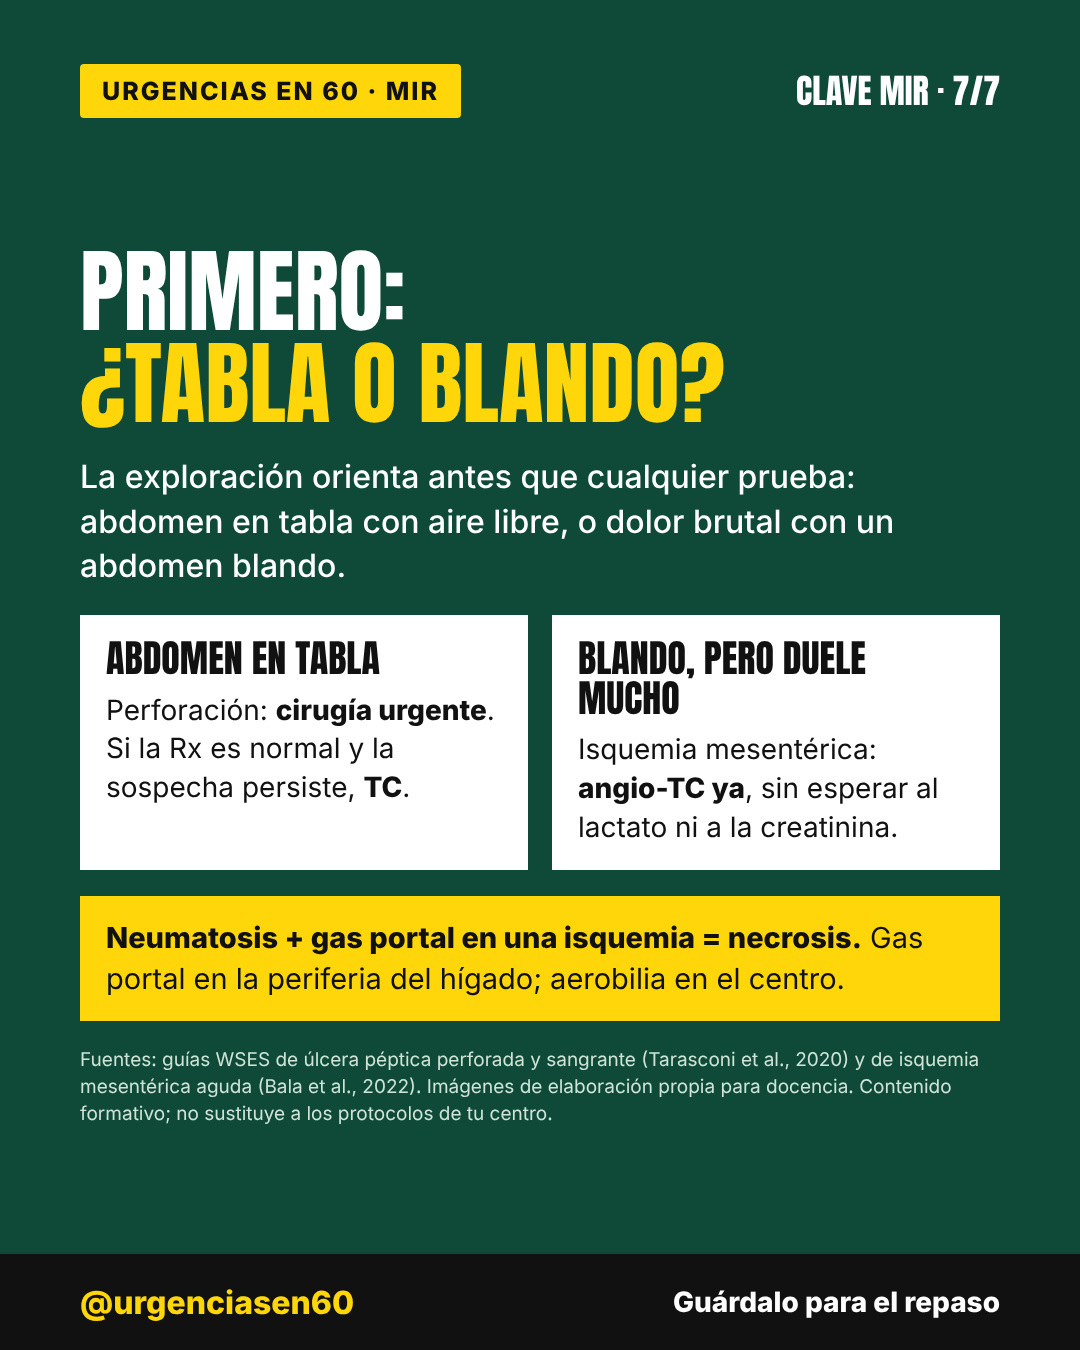 URGENCIAS EN 60 · MIR
CLAVE MIR · 7/7
PRIMERO:
¿TABLA O BLANDO?
La exploración orienta antes que cualquier prueba:
abdomen en tabla con aire libre, o dolor brutal con un
abdomen blando.
ABDOMEN EN TABLA
Perforación: cirugía urgente.
Si la Rx es normal y la
sospecha persiste, TC.
BLANDO, PERO DUELE
MUCHO
Isquemia mesentérica:
angio-TC ya, sin esperar al
lactato ni a la creatinina.
Neumatosis + gas portal en una isquemia = necrosis. Gas
portal en la periferia del hígado; aerobilia en el centro.
Fuentes: guías WSES de úlcera péptica perforada y sangrante (Tarasconi et al., 2020) y de isquemia
mesentérica aguda (Bala et al., 2022). Imágenes de elaboración propia para docencia. Contenido
formativo; no sustituye a los protocolos de tu centro.
@urgenciasen60
Guárdalo para el repaso